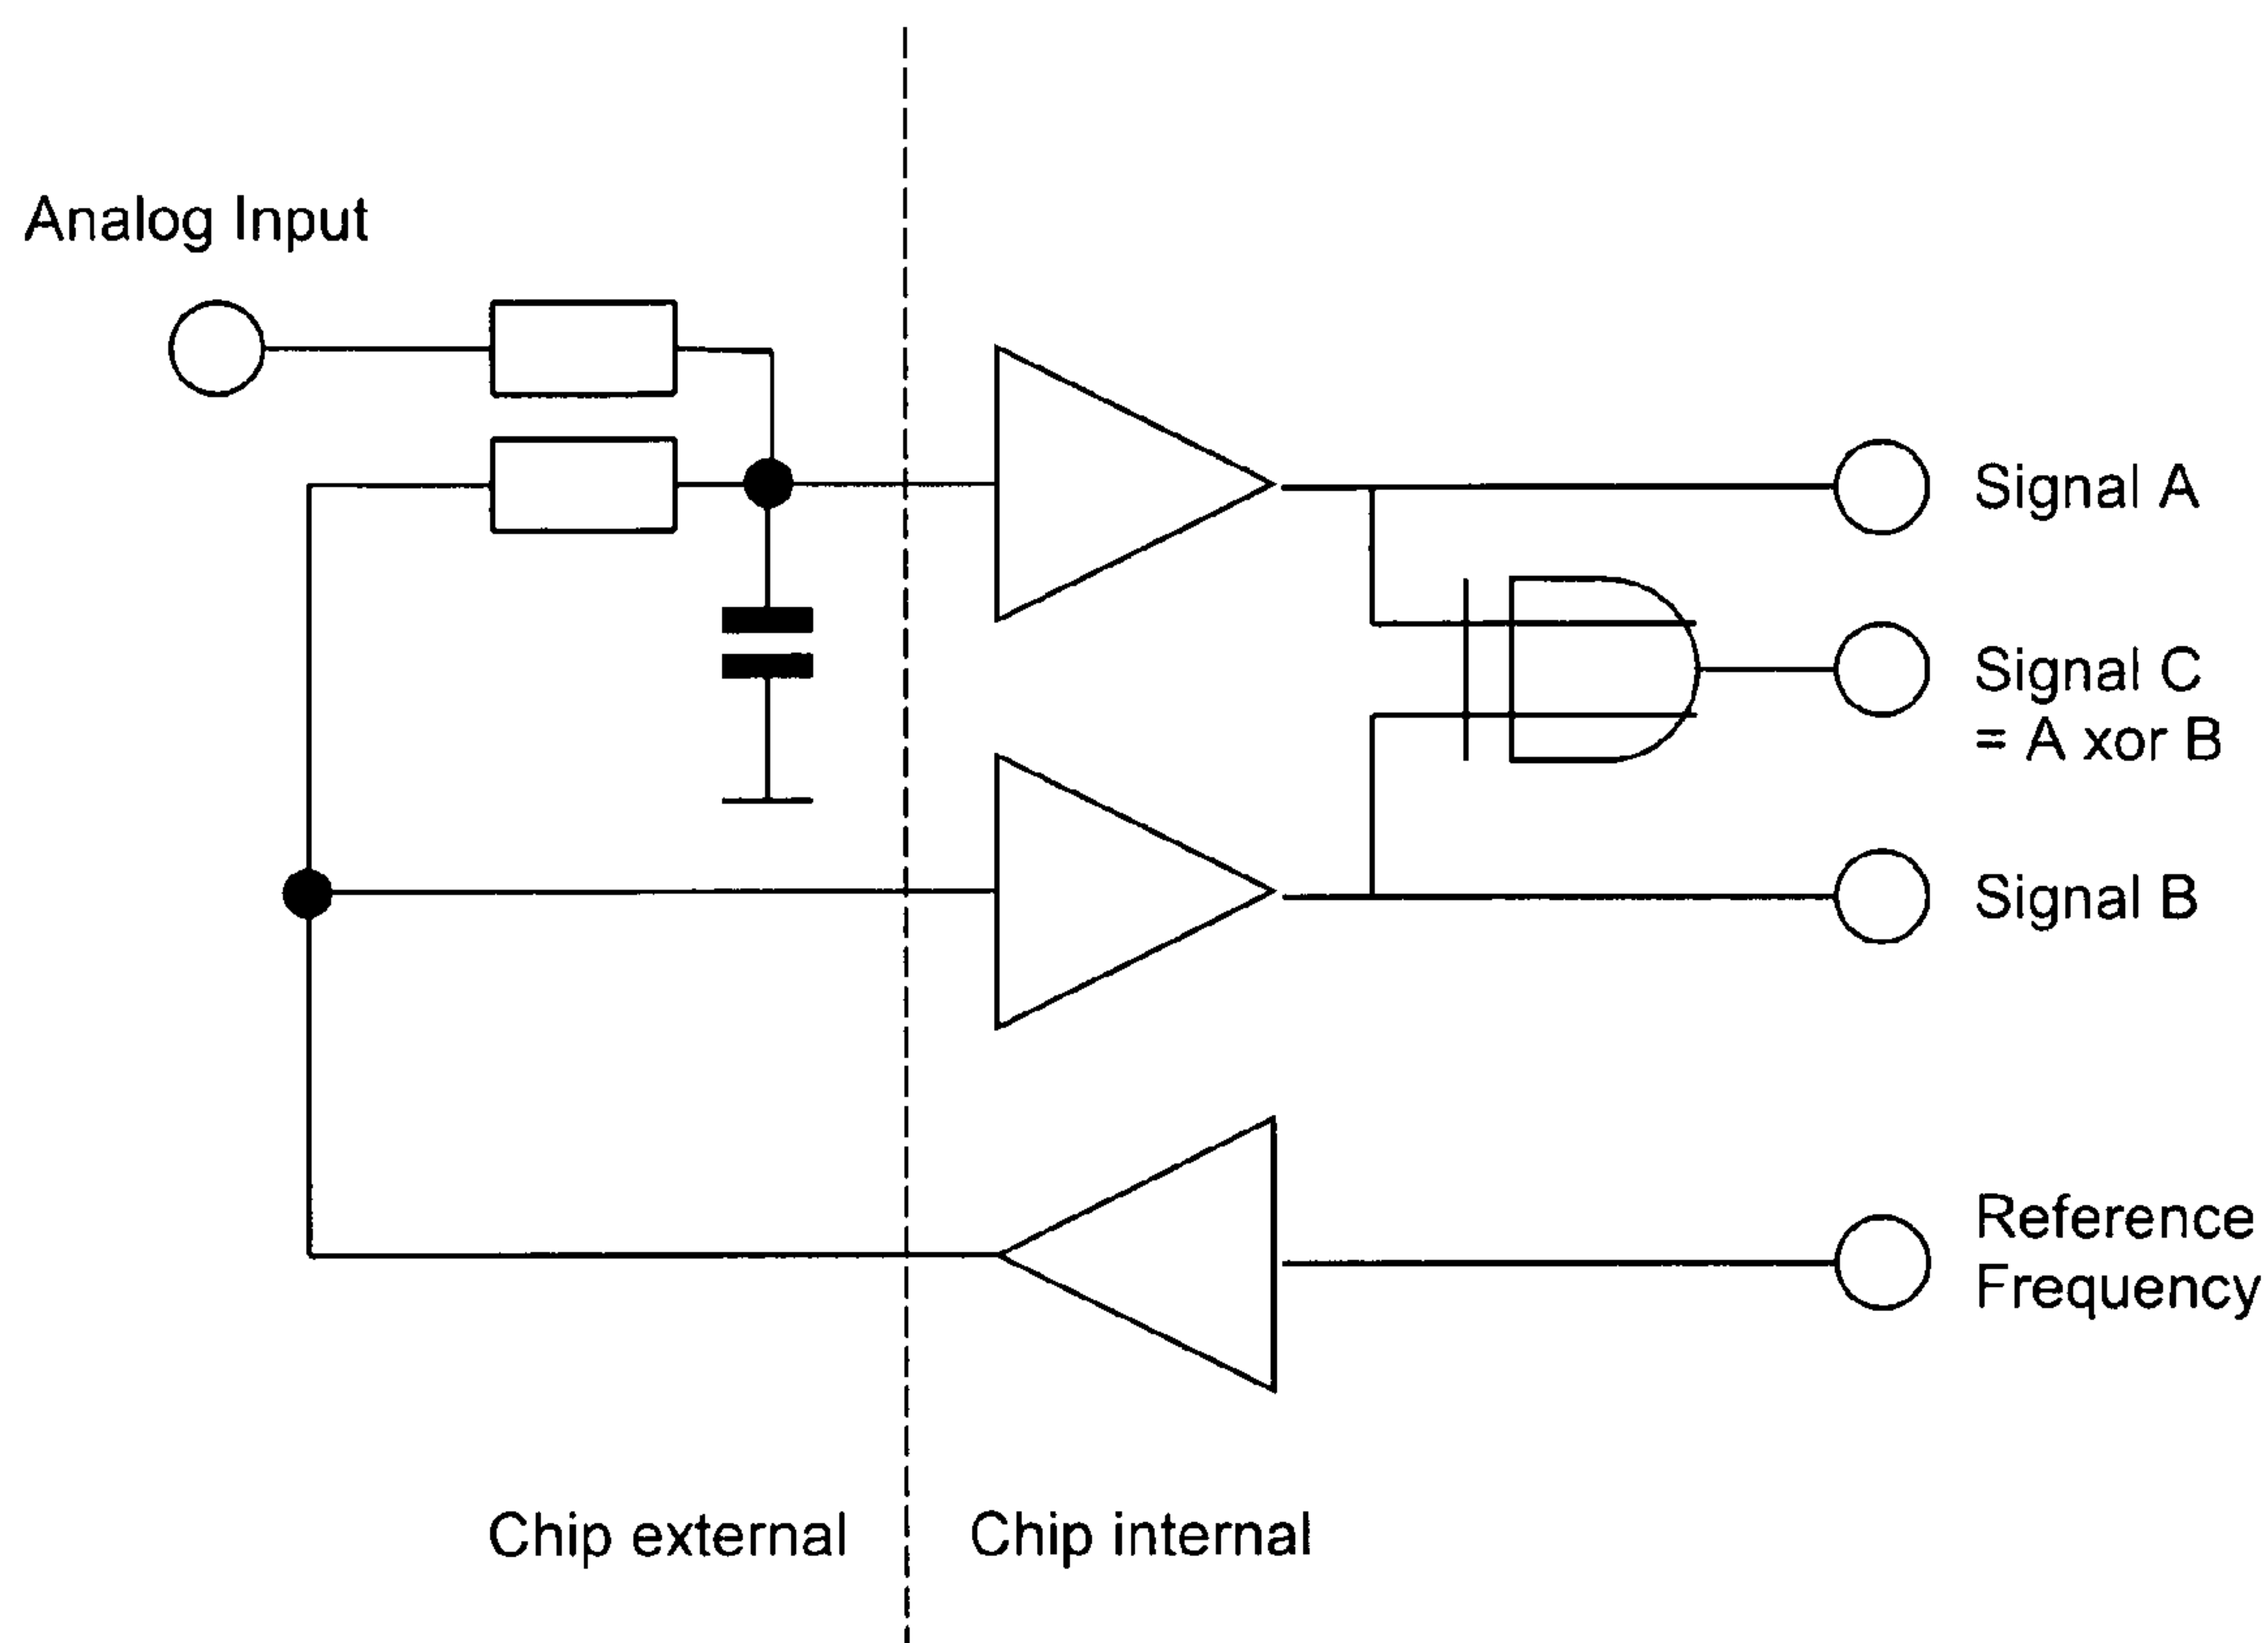 Analog Input
Signal A
Signal C
= A xor B
Signal B
Reference
Frequency
Chip external
Chip internal